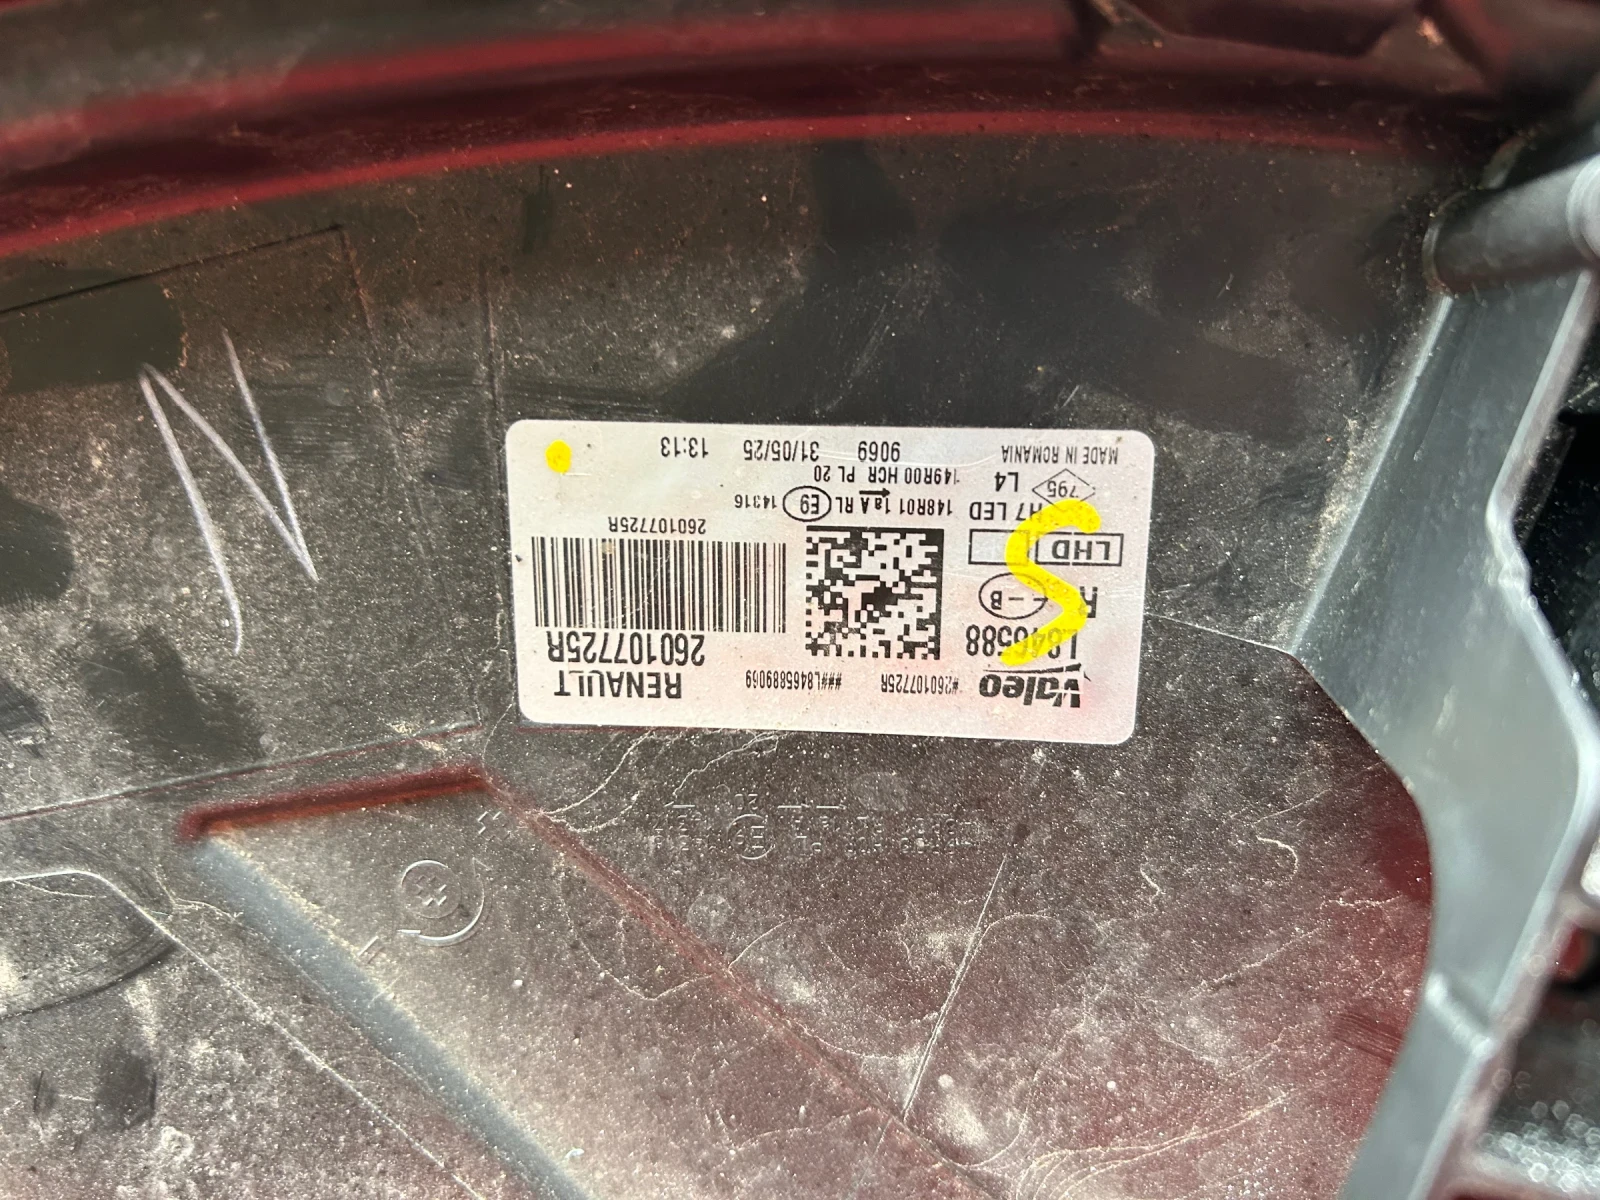 Valeo
#260107725R
###L8465889069
RENAULT
260107725R
L846588
R
B
LHD
H7 LED
795
L4
MADE IN ROMANIA
148R01 1a A RL
E9
14316
149R00 HCR PL 20
9069
31/05/25
13:13
260107725R
S
N